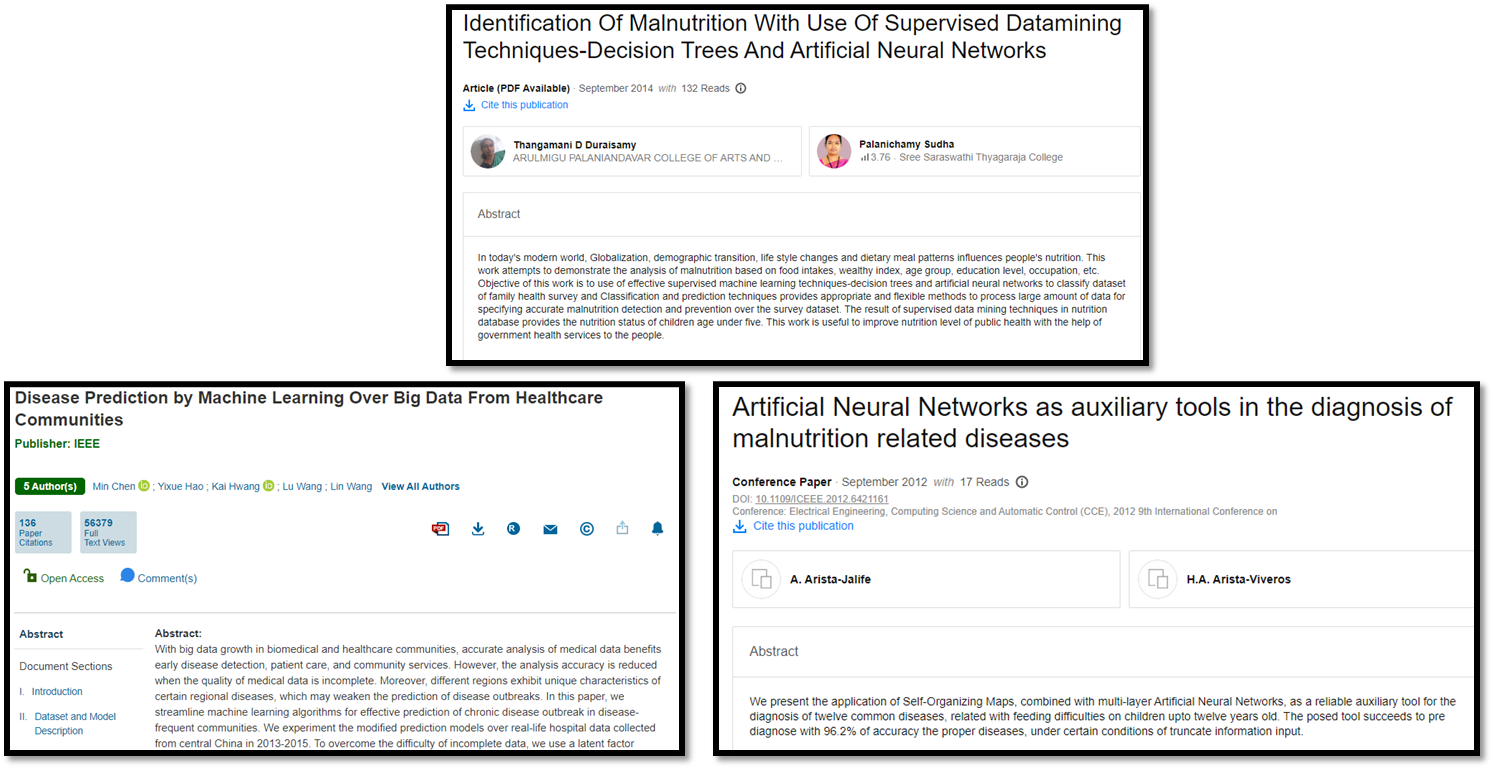 Identification Of Malnutrition With Use Of Supervised Datamining
Techniques-Decision Trees And Artificial Neural Networks
Article (PDF Available) · September 2014 with 132 Reads
Cite this publication
Thangamani D Duraisamy
ARULMIGU PALANIANDAVAR COLLEGE OF ARTS AND ...
Palanichamy Sudha
3.76 · Sree Saraswathi Thyagaraja College
Abstract
In today's modern world, Globalization, demographic transition, life style changes and dietary meal patterns influences people's nutrition. This
work attempts to demonstrate the analysis of malnutrition based on food intakes, wealthy index, age group, education level, occupation, etc.
Objective of this work is to use of effective supervised machine learning techniques-decision trees and artificial neural networks to classify dataset
of family health survey and Classification and prediction techniques provides appropriate and flexible methods to process large amount of data for
specifying accurate malnutrition detection and prevention over the survey dataset. The result of supervised data mining techniques in nutrition
database provides the nutrition status of children age under five. This work is useful to improve nutrition level of public health with the help of
government health services to the people.
Disease Prediction by Machine Learning Over Big Data From Healthcare
Communities
Publisher: IEEE
5 Author(s) Min Chen iD ; Yixue Hao ; Kai Hwang iD ; Lu Wang ; Lin Wang View All Authors
136
Paper
Citations
56379
Full
Text Views
PDF
R
©
Open Access
Comment(s)
Abstract
Document Sections
I. Introduction
II. Dataset and Model
Description
Abstract:
With big data growth in biomedical and healthcare communities, accurate analysis of medical data benefits
early disease detection, patient care, and community services. However, the analysis accuracy is reduced
when the quality of medical data is incomplete. Moreover, different regions exhibit unique characteristics of
certain regional diseases, which may weaken the prediction of disease outbreaks. In this paper, we
streamline machine learning algorithms for effective prediction of chronic disease outbreak in disease-
frequent communities. We experiment the modified prediction models over real-life hospital data collected
from central China in 2013-2015. To overcome the difficulty of incomplete data, we use a latent factor
Artificial Neural Networks as auxiliary tools in the diagnosis of
malnutrition related diseases
Conference Paper · September 2012 with 17 Reads
DOI: 10.1109/ICEEE.2012.6421161
Conference: Electrical Engineering, Computing Science and Automatic Control (CCE), 2012 9th International Conference on
Cite this publication
A. Arista-Jalife
H.A. Arista-Viveros
Abstract
We present the application of Self-Organizing Maps, combined with multi-layer Artificial Neural Networks, as a reliable auxiliary tool for the
diagnosis of twelve common diseases, related with feeding difficulties on children upto twelve years old. The posed tool succeeds to pre
diagnose with 96.2% of accuracy the proper diseases, under certain conditions of truncate information input.